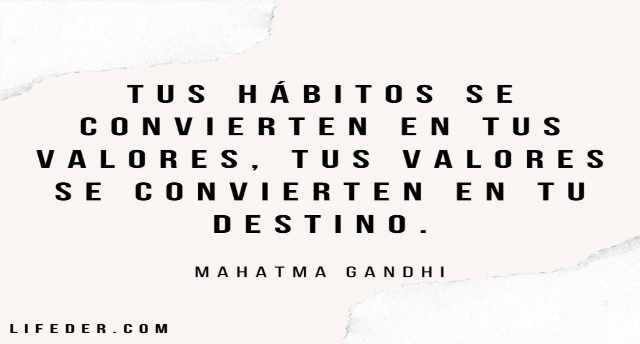 TUS HÁBITOS SE
CONVIERTEN EN TUS
VALORES, TUS VALORES
SE CONVIERTEN EN TU
DESTINO.
MAHATMA GANDHI
LIFEDER.COM